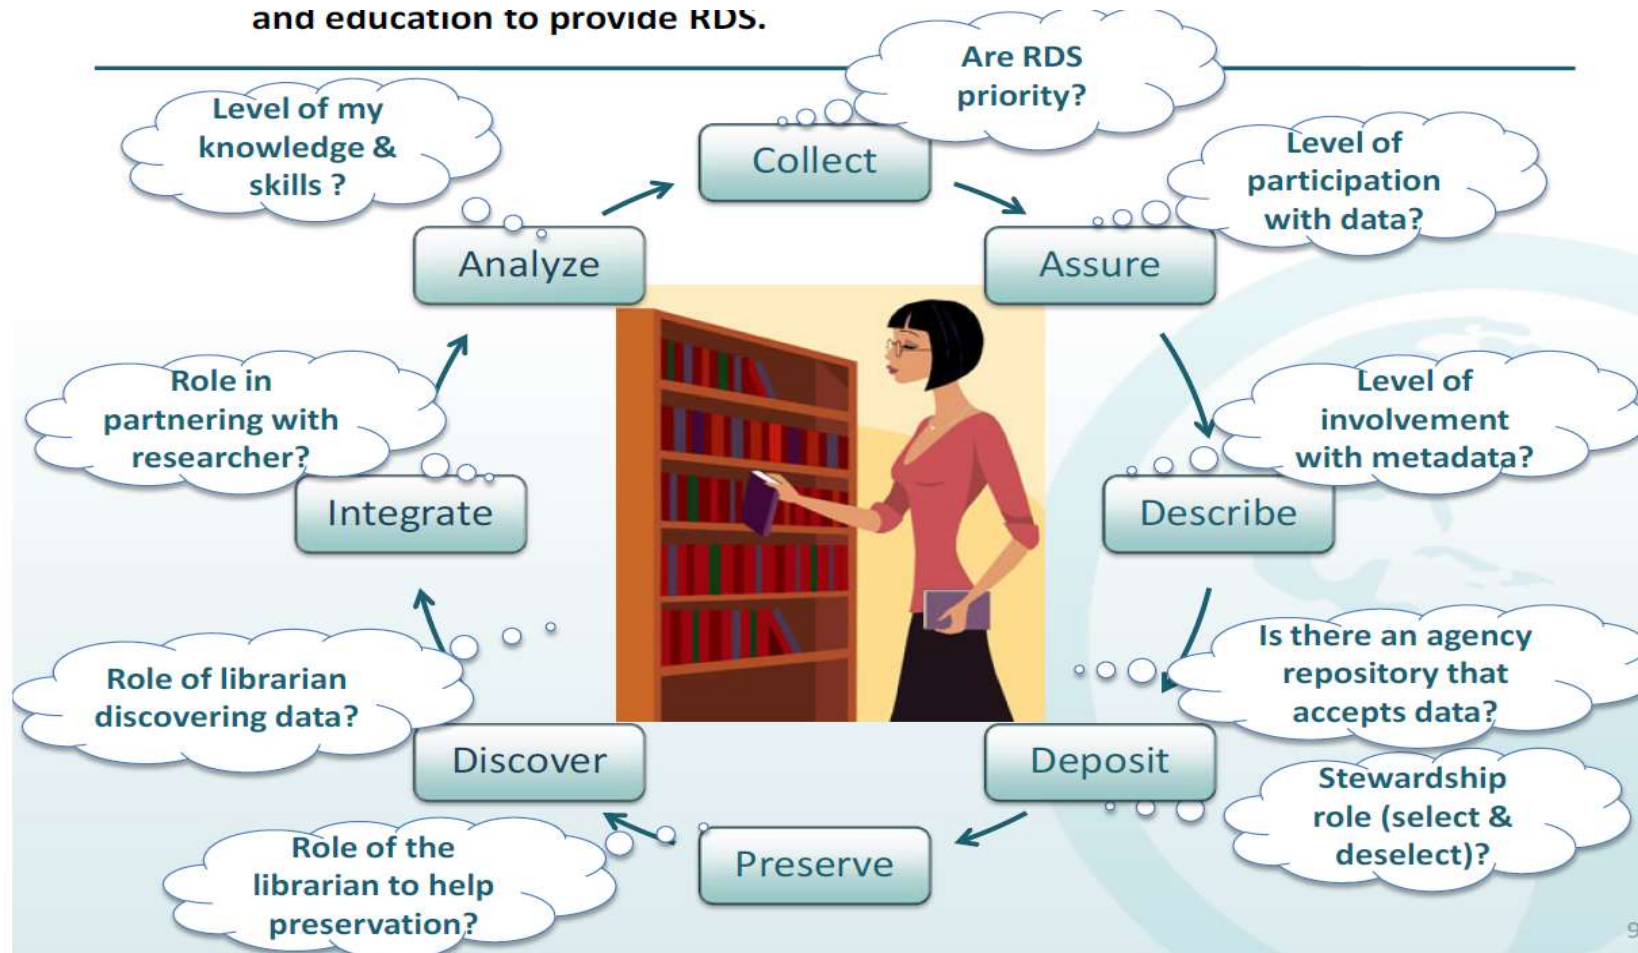 and education to provide RDS.
Are RDS
priority?
Level of my
knowledge &
skills ?
Collect
Level of
participation
with data?
Analyze
Assure
Role in
partnering with
researcher?
Level of
involvement
with metadata?
Integrate
Describe
Role of librarian
discovering data?
Is there an agency
repository that
accepts data?
Discover
Deposit
Stewardship
role (select &
deselect)?
Role of the
librarian to help
preservation?
Preserve
9